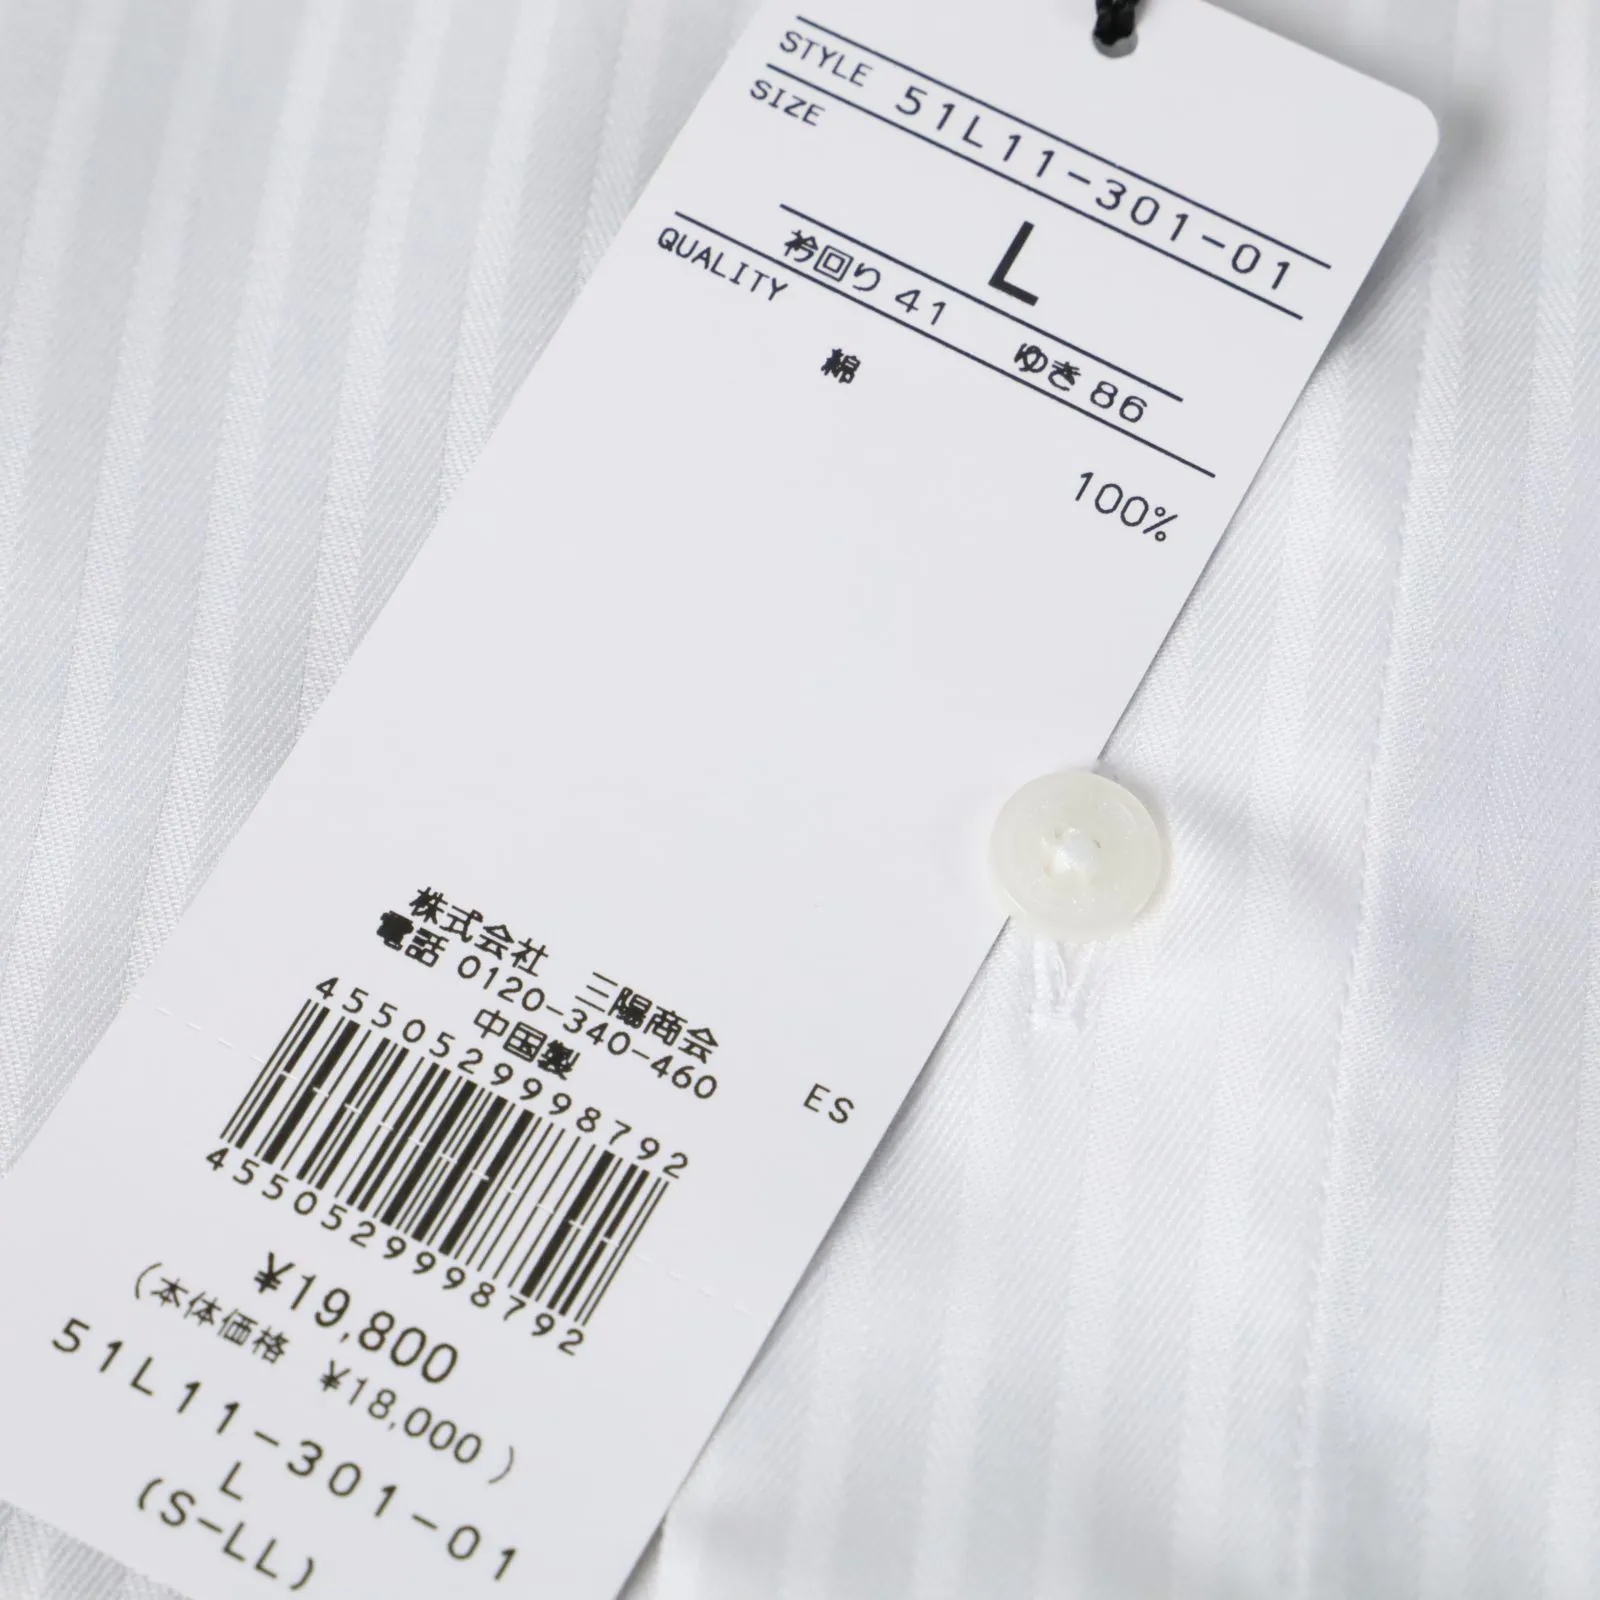 STYLE 51L11-301-01
SIZE
L
衿回り 41 ゆき 86
QUALITY
綿 100%
株式会社 三陽商会
電話 0120-340-460
中国製 ES
4550529998792
4550529998792
¥19,800
(本体価格 ¥18,000)
51L11-301-01
L
(S-LL)